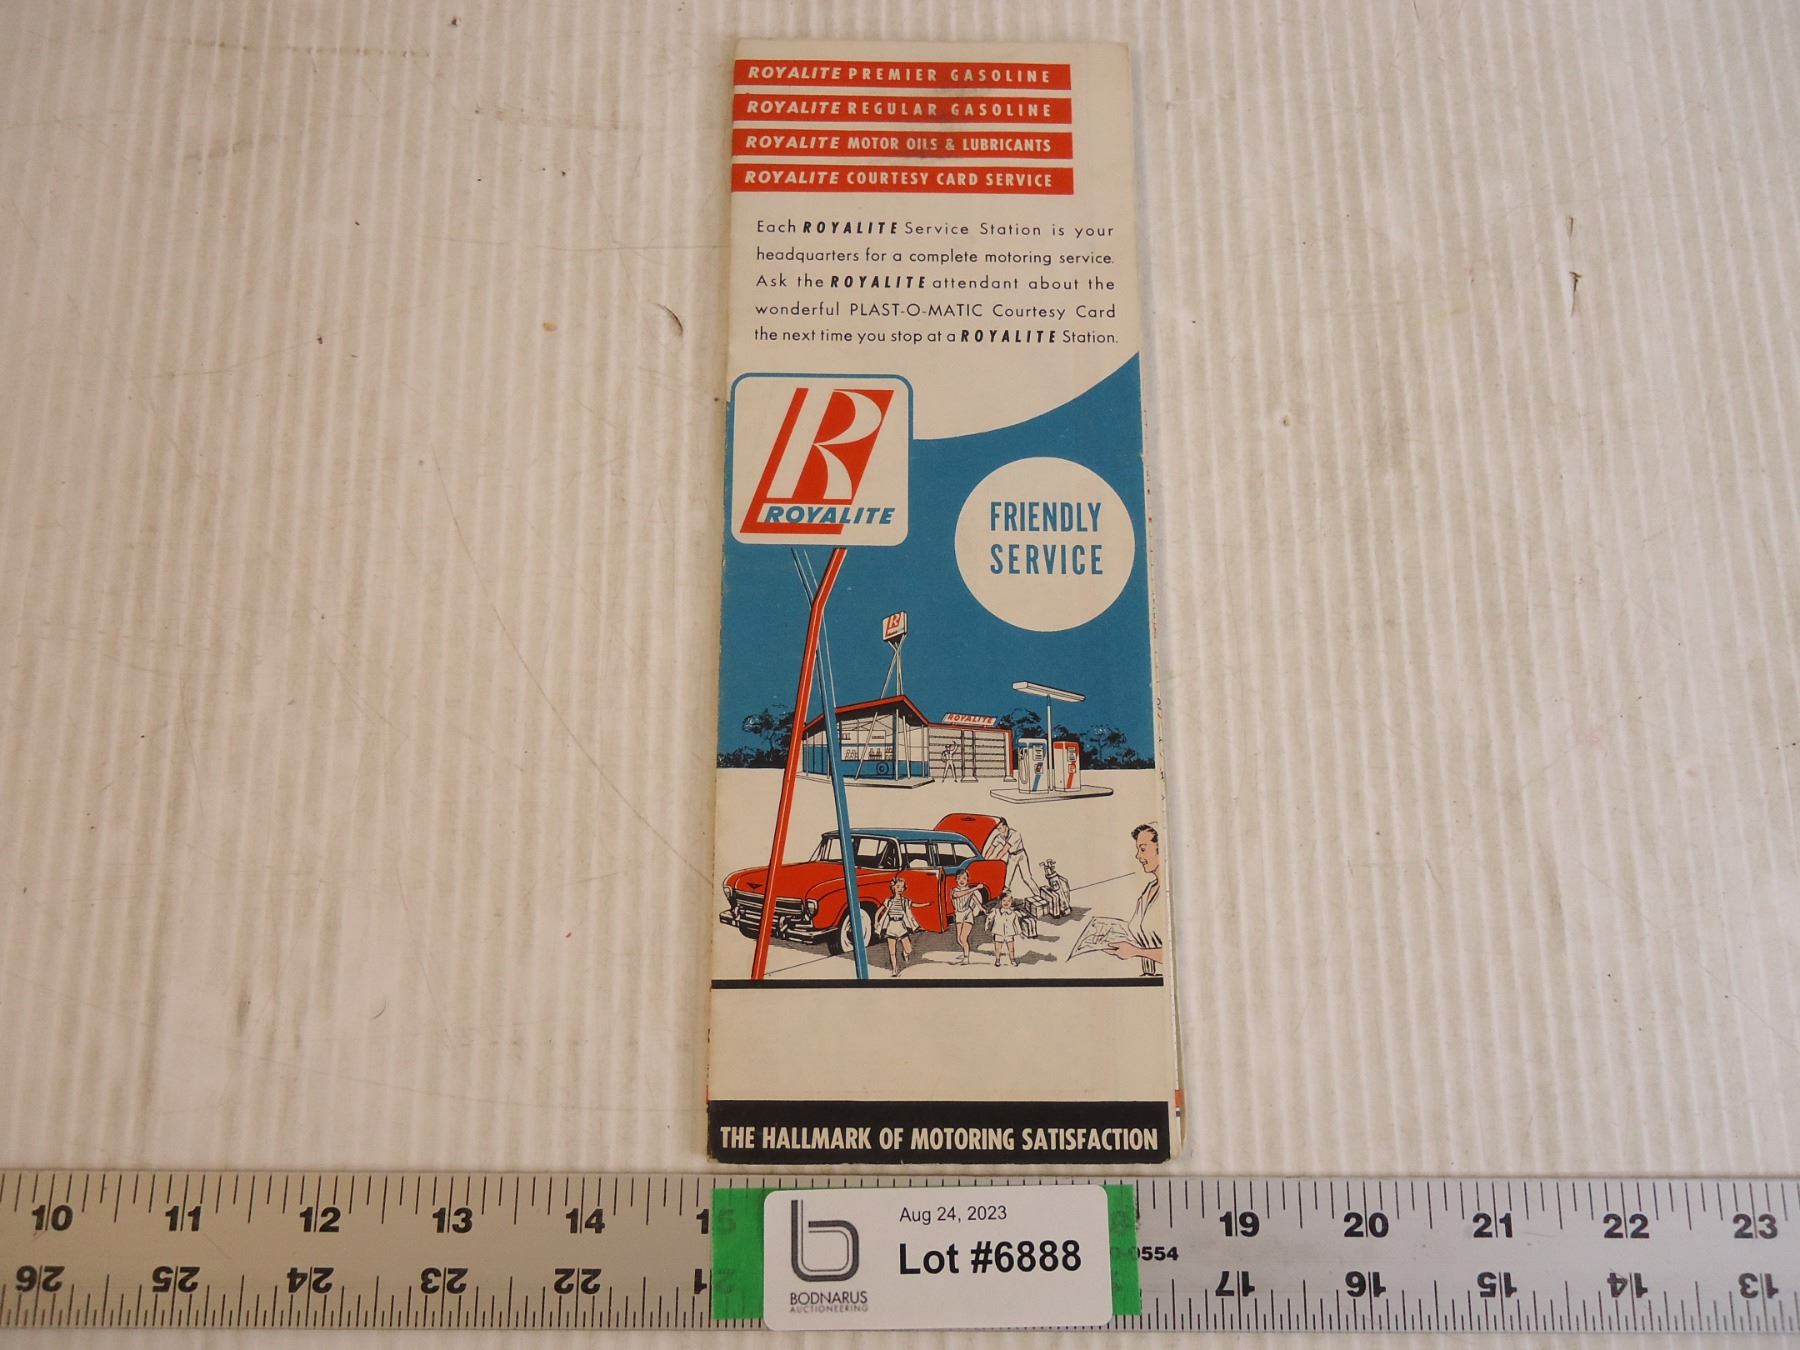 ROYALITE PREMIER GASOLINE
ROYALITE REGULAR GASOLINE
ROYALITE MOTOR OILS & LUBRICANTS
ROYALITE COURTESY CARD SERVICE
Each ROYALITE Service Station is your
headquarters for a complete motoring service.
Ask the ROYALITE attendant about the
wonderful PLAST-O-MATIC Courtesy Card
the next time you stop at a ROYALITE Station.
R
ROYALITE
FRIENDLY
SERVICE
R
ROYALITE
THE HALLMARK OF MOTORING SATISFACTION
10 11 12 13 14 15 19 20 21 22 23
Aug 24, 2023
Lot #6888
b
BODNARUS
AUCTIONEERING
0554
26 25 24 23 22 17 16 15 14 13